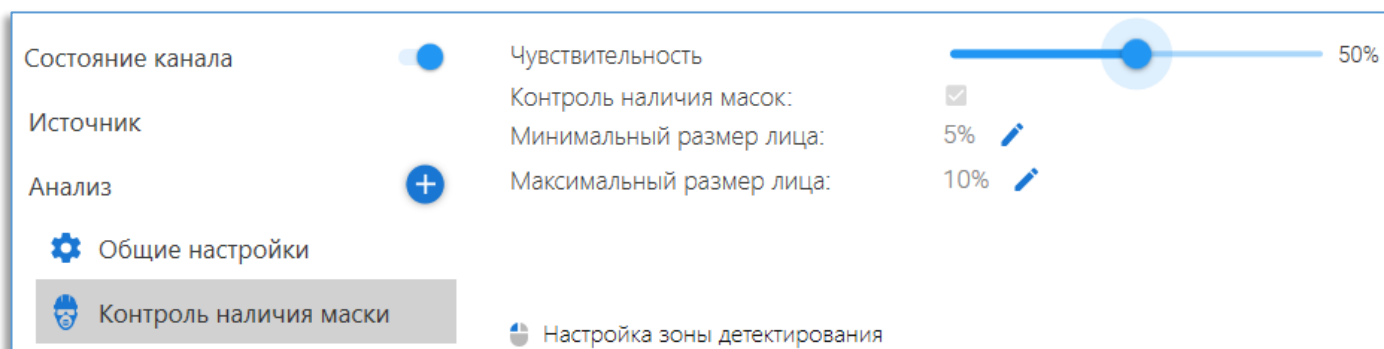 Состояние канала
Источник
Анализ
Общие настройки
Контроль наличия маски
Чувствительность 50%
Контроль наличия масок:
Минимальный размер лица: 5%
Максимальный размер лица: 10%
Настройка зоны детектирования